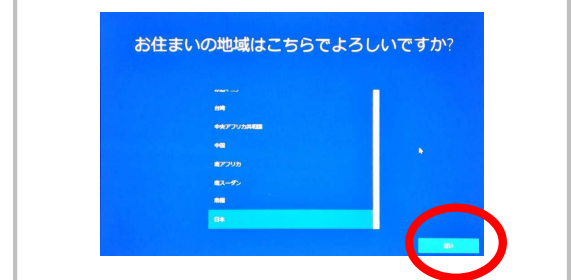 お住まいの地域はこちらでよろしいですか?
台湾
中央アフリカ共和国
中国
南アフリカ
南スーダン
南極
日本
はい